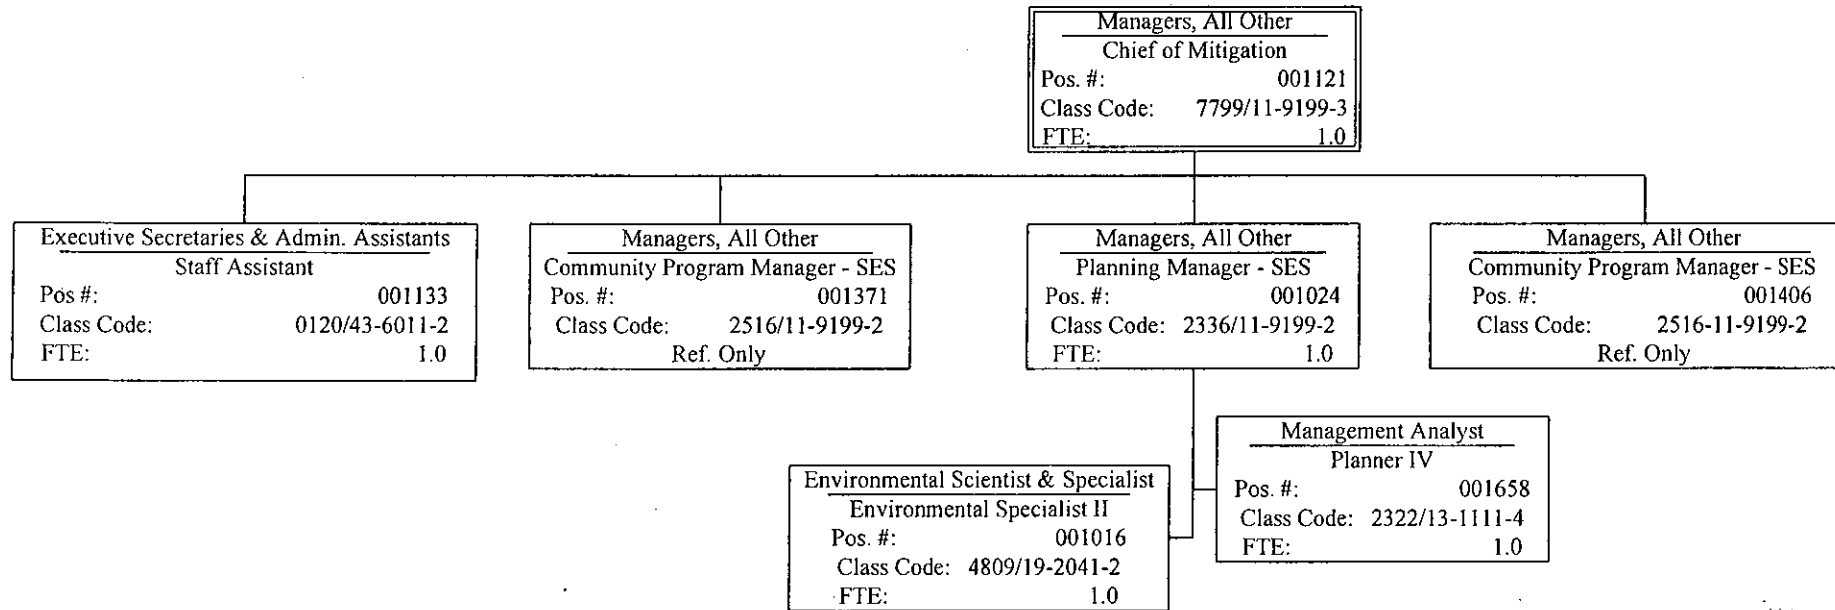 Managers, All Other
Chief of Mitigation
Pos. #: 001121
Class Code: 7799/11-9199-3
FTE: 1.0
Executive Secretaries & Admin. Assistants
Staff Assistant
Pos #: 001133
Class Code: 0120/43-6011-2
FTE: 1.0
Managers, All Other
Community Program Manager - SES
Pos. #: 001371
Class Code: 2516/11-9199-2
Ref. Only
Managers, All Other
Planning Manager - SES
Pos. #: 001024
Class Code: 2336/11-9199-2
FTE: 1.0
Managers, All Other
Community Program Manager - SES
Pos. #: 001406
Class Code: 2516-11-9199-2
Ref. Only
Management Analyst
Planner IV
Pos. #: 001658
Class Code: 2322/13-1111-4
FTE: 1.0
Environmental Scientist & Specialist
Environmental Specialist II
Pos. #: 001016
Class Code: 4809/19-2041-2
FTE: 1.0